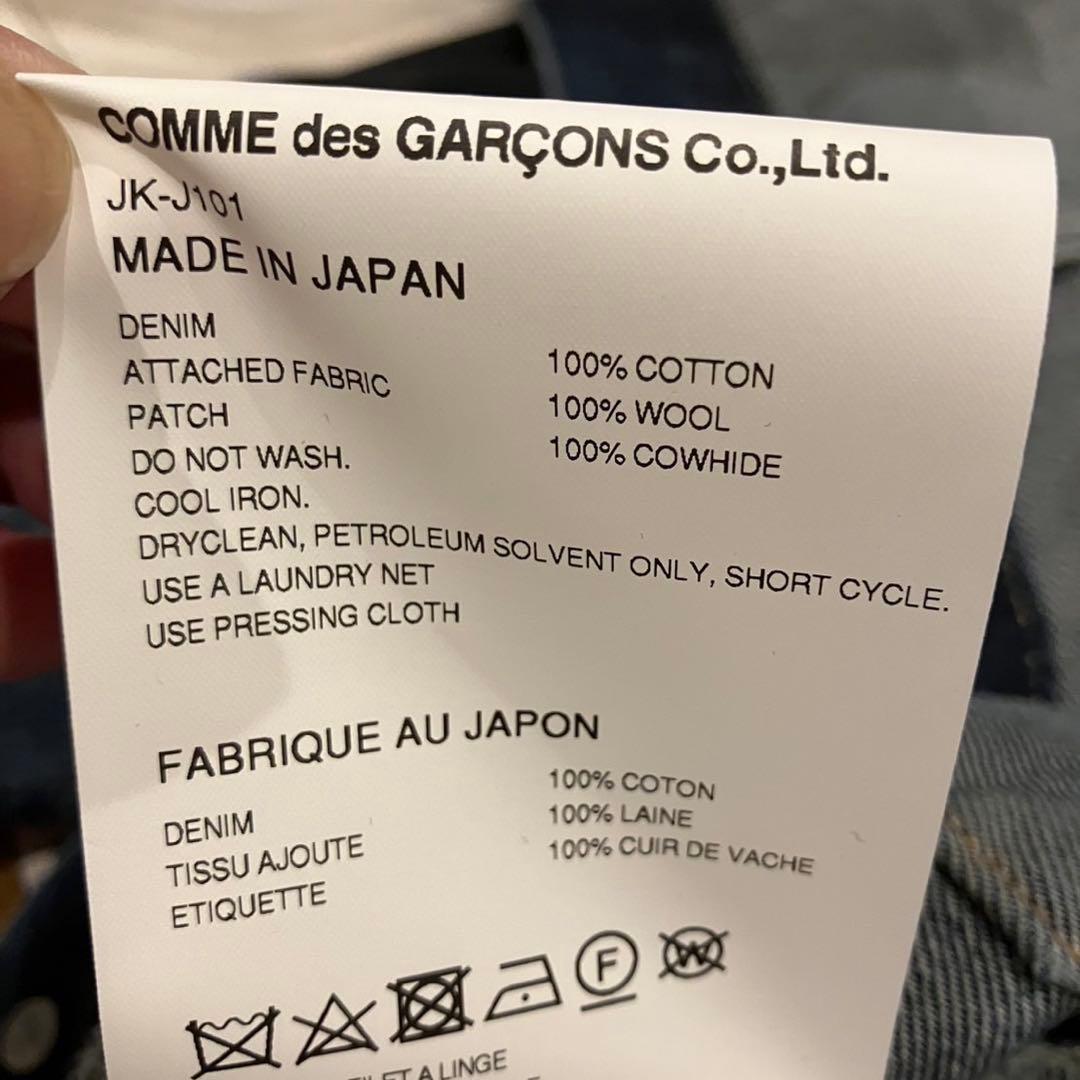 COMME des GARÇONS Co.,Ltd.
JK-J101
MADE IN JAPAN
DENIM 100% COTTON
ATTACHED FABRIC 100% WOOL
PATCH 100% COWHIDE
DO NOT WASH.
COOL IRON.
DRYCLEAN, PETROLEUM SOLVENT ONLY, SHORT CYCLE.
USE A LAUNDRY NET
USE PRESSING CLOTH
FABRIQUE AU JAPON
DENIM 100% COTON
TISSU AJOUTE 100% LAINE
ETIQUETTE 100% CUIR DE VACHE
F W
A LINGE